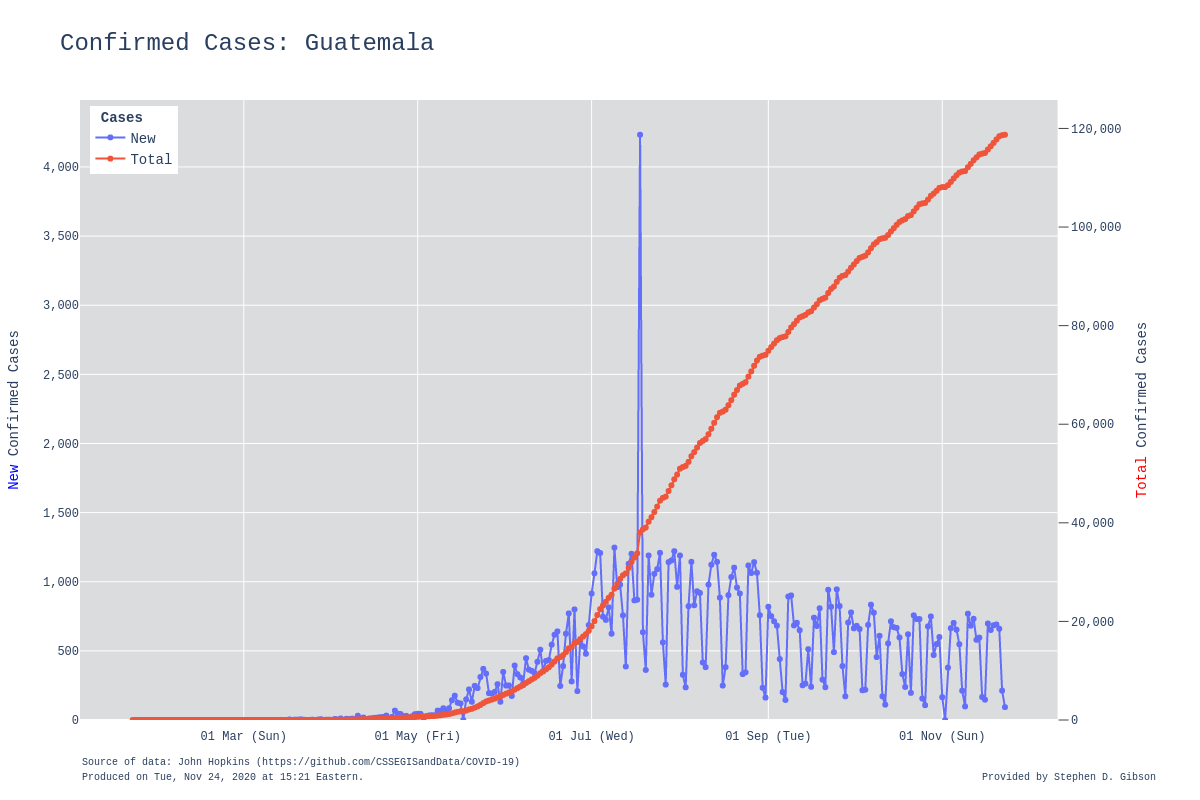 Confirmed Cases: Guatemala
Cases
New
Total
4,000
3,500
3,000
2,500
2,000
1,500
1,000
500
0
120,000
100,000
80,000
60,000
40,000
20,000
0
New Confirmed Cases
Total Confirmed Cases
01 Mar (Sun)
01 May (Fri)
01 Jul (Wed)
01 Sep (Tue)
01 Nov (Sun)
Source of data: John Hopkins (https://github.com/CSSEGISandData/COVID-19)
Produced on Tue, Nov 24, 2020 at 15:21 Eastern.
Provided by Stephen D. Gibson